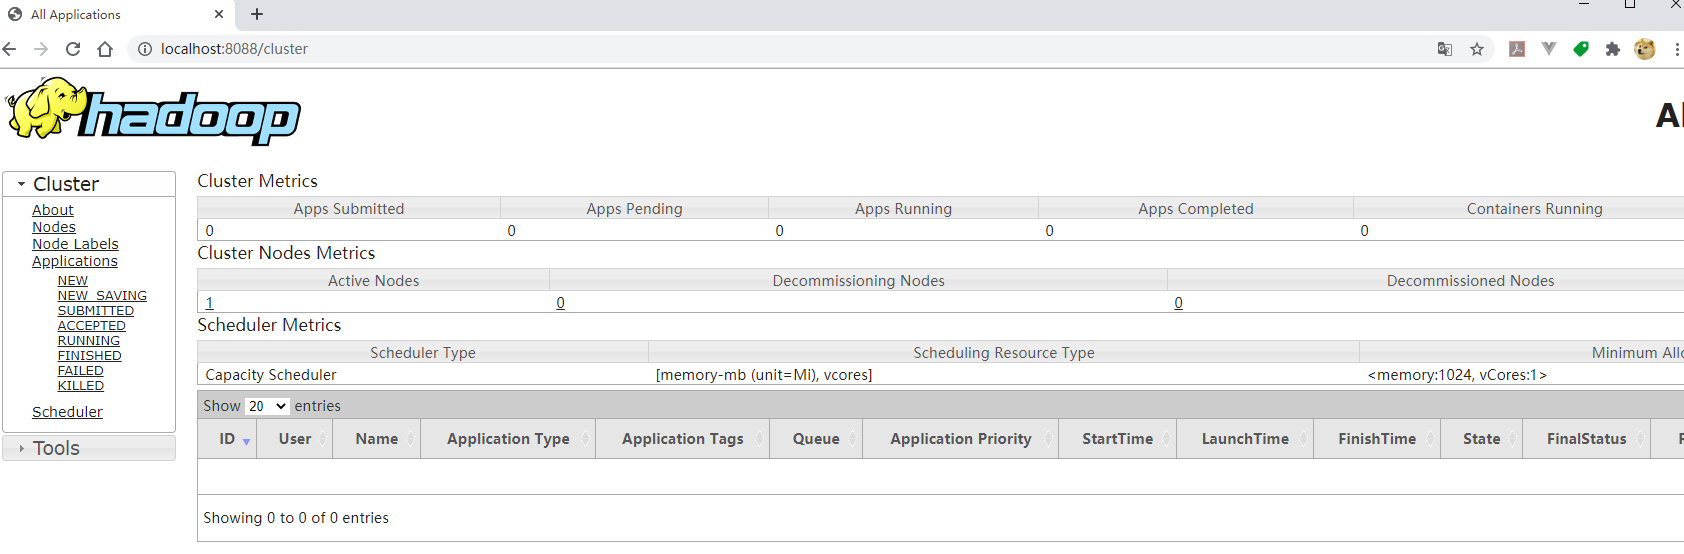 All Applications
localhost:8088/cluster
hadoop
Cluster
About
Nodes
Node Labels
Applications
NEW
NEW_SAVING
SUBMITTED
ACCEPTED
RUNNING
FINISHED
FAILED
KILLED
Scheduler
Tools
Cluster Metrics
Apps Submitted Apps Pending Apps Running Apps Completed Containers Running
0 0 0 0 0
Cluster Nodes Metrics
Active Nodes Decommissioning Nodes Decommissioned Nodes
1 0 0
Scheduler Metrics
Scheduler Type Scheduling Resource Type Minimum
Capacity Scheduler [memory-mb (unit=Mi), vcores] <memory:1024, vCores:1>
Show 20 entries
ID User Name Application Type Application Tags Queue Application Priority StartTime LaunchTime FinishTime State FinalStatus
Showing 0 to 0 of 0 entries